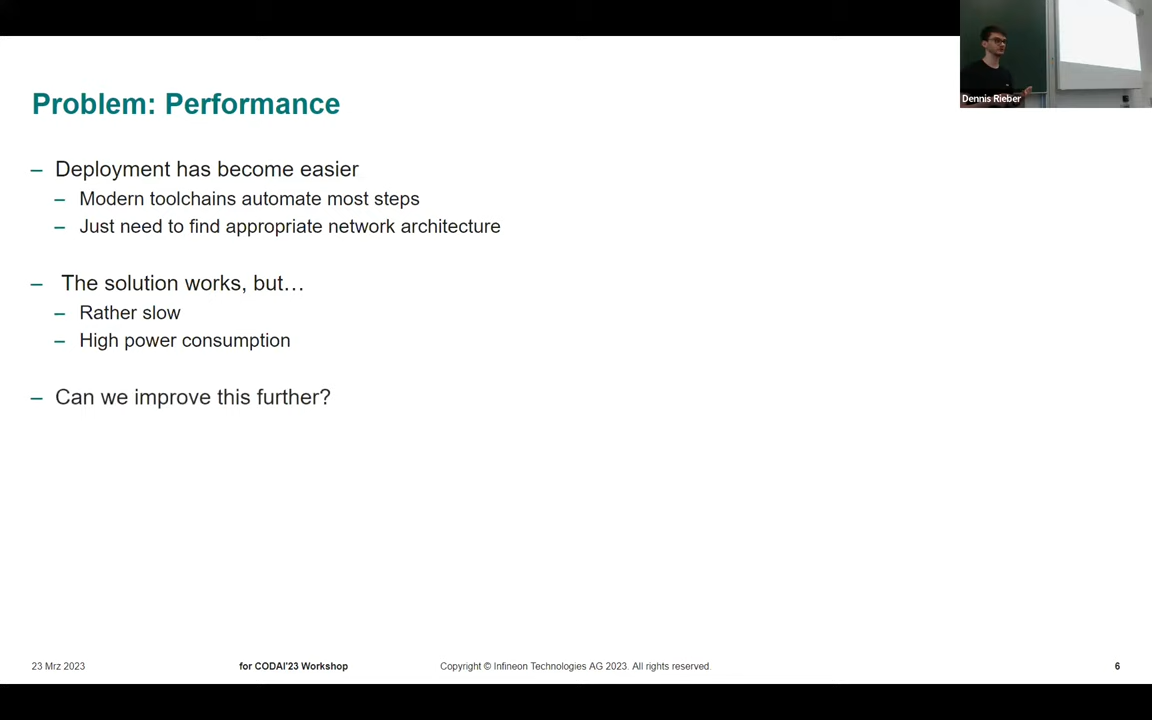 Dennis Rieber
Problem: Performance
– Deployment has become easier
– Modern toolchains automate most steps
– Just need to find appropriate network architecture
– The solution works, but…
– Rather slow
– High power consumption
– Can we improve this further?
23 Mrz 2023
for CODAI'23 Workshop
Copyright © Infineon Technologies AG 2023. All rights reserved.
6